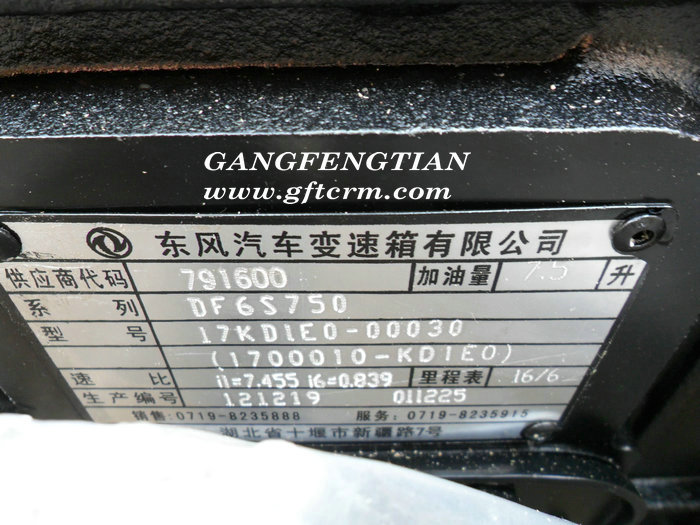 GANGFENGTIAN
www.gftcrm.com
东风汽车变速箱有限公司
供应商代码 791600 加油量 7.5 升
系列 DF6S750
型号 17KD1E0-00030
(1700010-KD1E0)
速比 i1=7.455 i6=0.839 里程表 16/6
生产编号 121219 011225
销售:0719-8235888 服务:0719-8235915
湖北省十堰市新疆路7号